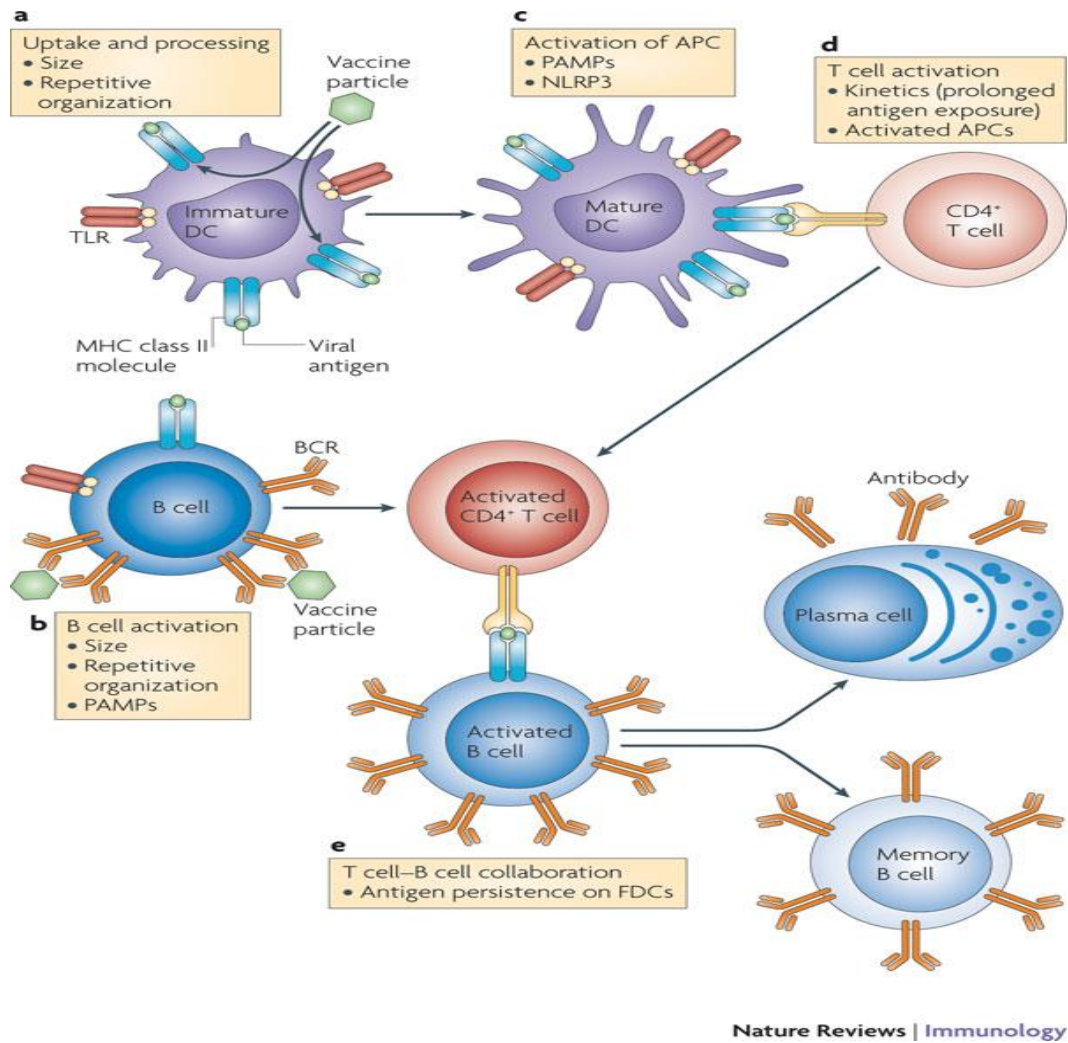 a
Uptake and processing
• Size
• Repetitive
organization
Vaccine
particle
c
Activation of APC
• PAMPs
• NLRP3
d
T cell activation
• Kinetics (prolonged
antigen exposure)
• Activated APCs
Immature
DC
TLR
Mature
DC
CD4⁺
T cell
MHC class II
molecule
Viral
antigen
BCR
B cell
Activated
CD4⁺ T cell
Antibody
Vaccine
particle
b
B cell activation
• Size
• Repetitive
organization
• PAMPs
Plasma cell
Activated
B cell
e
T cell–B cell collaboration
• Antigen persistence on FDCs
Memory
B cell
Nature Reviews | Immunology